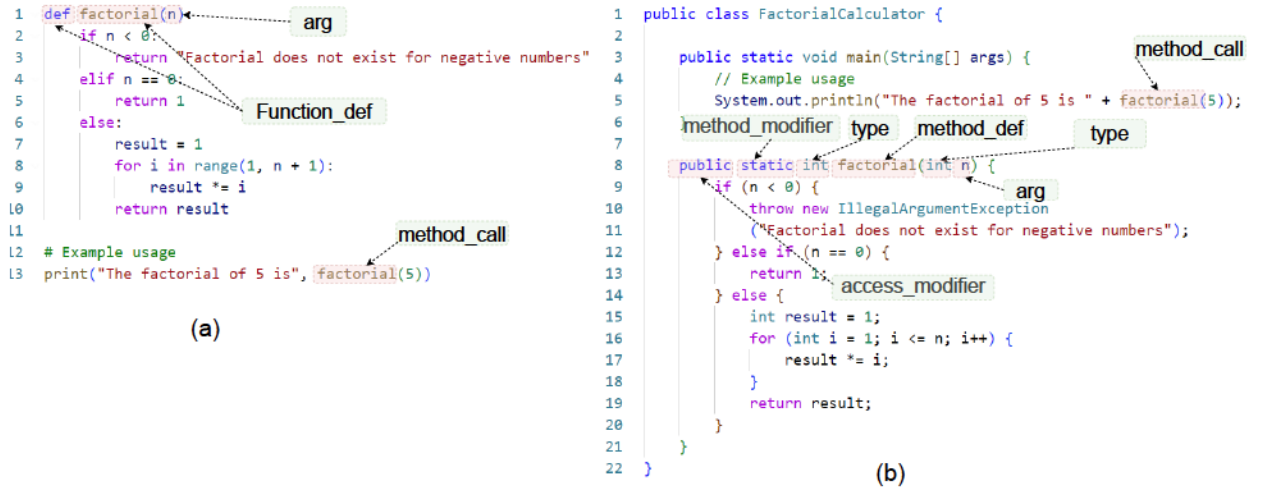 1 def factorial(n)
arg
2 if n < 0:
3 return "Factorial does not exist for negative numbers"
4 elif n == 0:
5 return 1
Function_def
6 else:
7 result = 1
8 for i in range(1, n + 1):
9 result *= i
10 return result
11
method_call
12 # Example usage
13 print("The factorial of 5 is", factorial(5))
(a)
1 public class FactorialCalculator {
2
3 public static void main(String[] args) {
method_call
4 // Example usage
5 System.out.println("The factorial of 5 is " + factorial(5));
6 }
method_modifier type method_def type
7
8 public static int factorial(int n) {
9 if (n < 0) {
arg
10 throw new IllegalArgumentException
11 ("Factorial does not exist for negative numbers");
12 } else if (n == 0) {
13 return 1;
access_modifier
14 } else {
15 int result = 1;
16 for (int i = 1; i <= n; i++) {
17 result *= i;
18 }
19 return result;
20 }
21 }
22 }
(b)